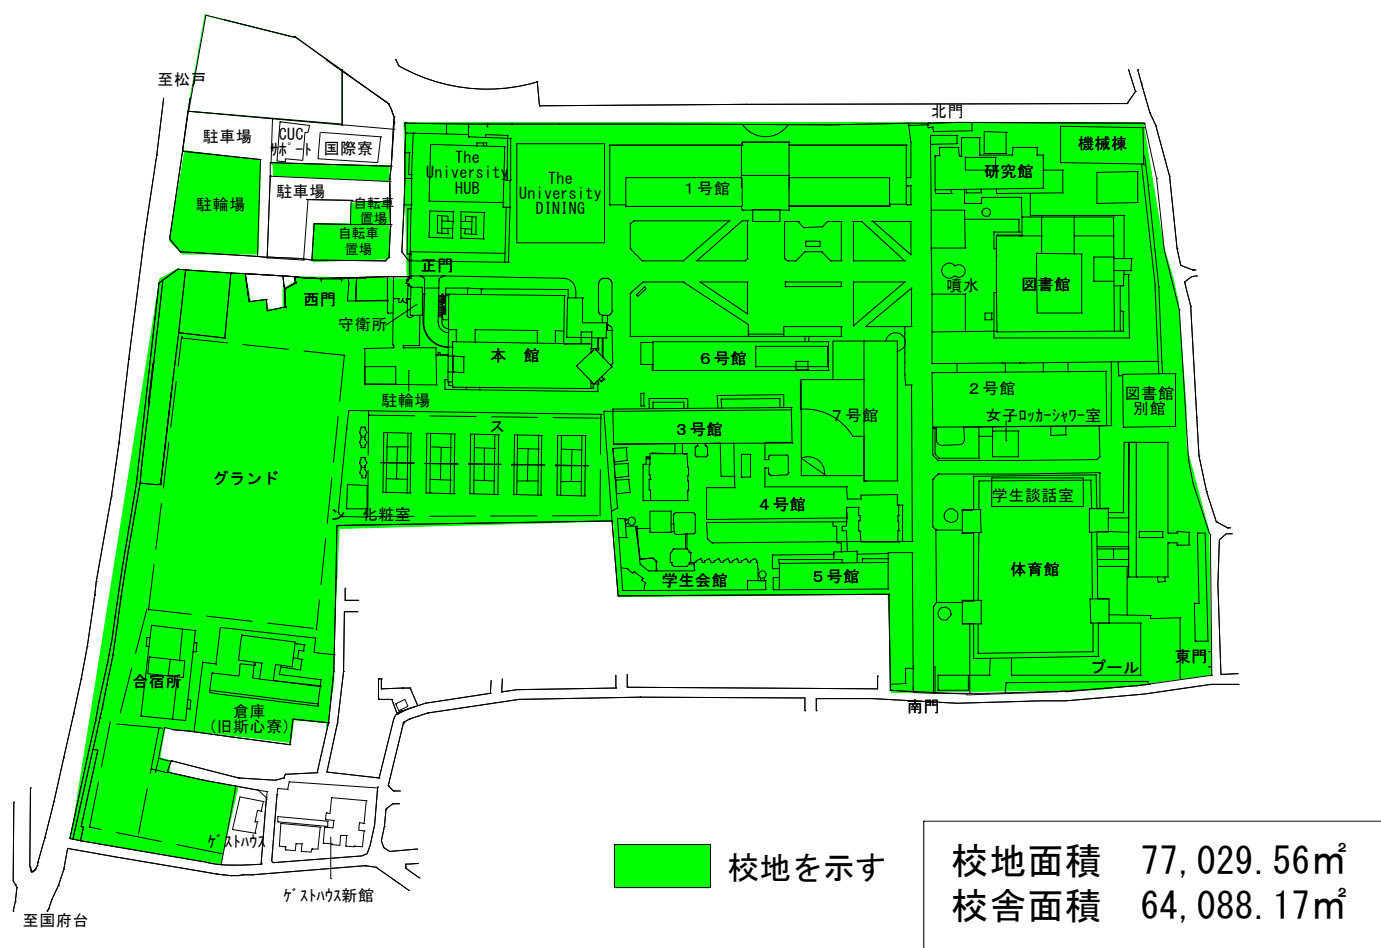 至松戸
駐車場
CUC
ｻﾎﾟｰﾄ
国際寮
駐輪場
駐車場
自転車
置場
自転車
置場
The
University
HUB
The
University
DINING
１号館
北門
研究館
機械棟
図書館
噴水
正門
西門
守衛所
本　館
駐輪場
６号館
７号館
２号館
女子ﾛｯｶｰｼｬﾜｰ室
図書館
別館
３号館
ス
グランド
ン
化粧室
４号館
学生談話室
体育館
学生会館
５号館
プール
東門
南門
合宿所
倉庫
(旧斯心寮)
ｹﾞｽﾄﾊｳｽ
ｹﾞｽﾄﾊｳｽ新館
至国府台
校地を示す
校地面積　77,029.56㎡
校舎面積　64,088.17㎡